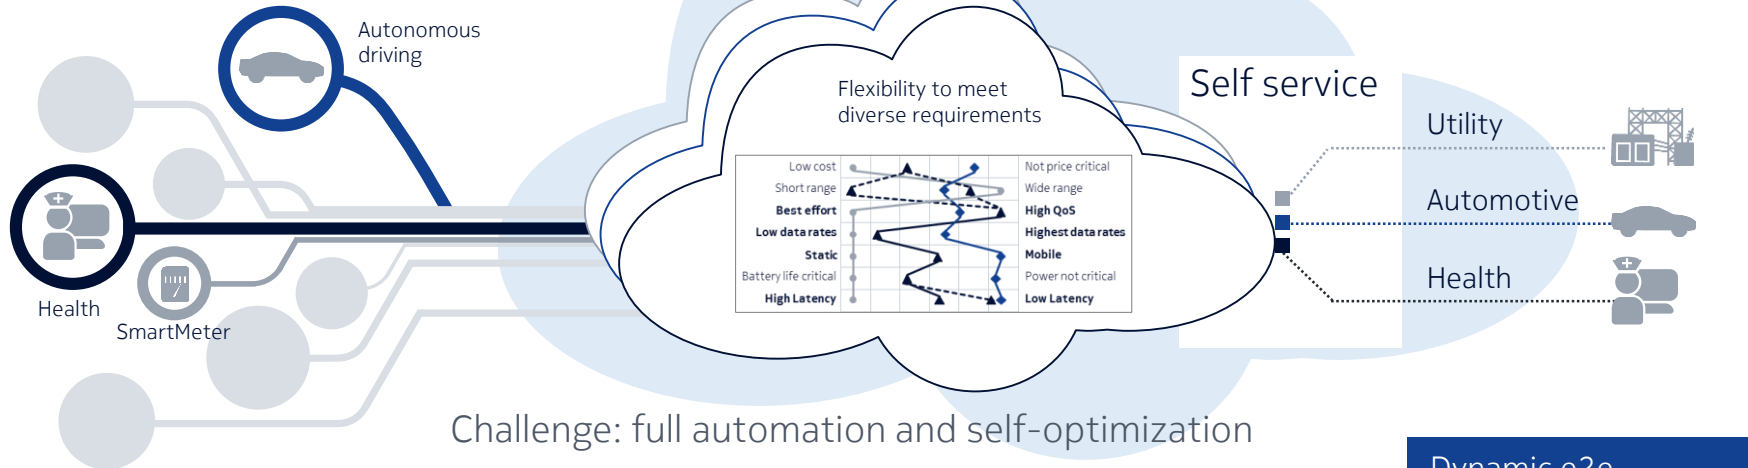 Autonomous
driving
Health
SmartMeter
Flexibility to meet
diverse requirements
Low cost
Not price critical
Short range
Wide range
Best effort
High QoS
Low data rates
Highest data rates
Static
Mobile
Battery life critical
Power not critical
High Latency
Low Latency
Self service
Utility
Automotive
Health
Challenge: full automation and self-optimization
Dynamic e2e